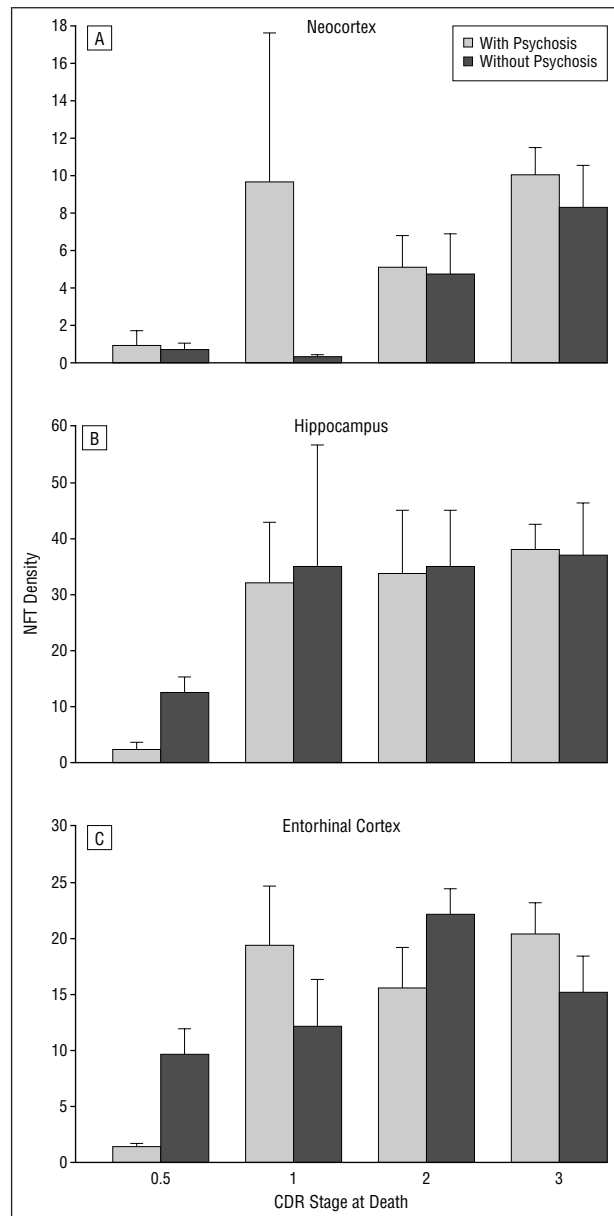 A
Neocortex
With Psychosis
Without Psychosis
18
16
14
12
10
8
6
4
2
0
B
Hippocampus
60
50
40
30
20
10
0
NFT Density
C
Entorhinal Cortex
30
25
20
15
10
5
0
0.5 1 2 3
CDR Stage at Death